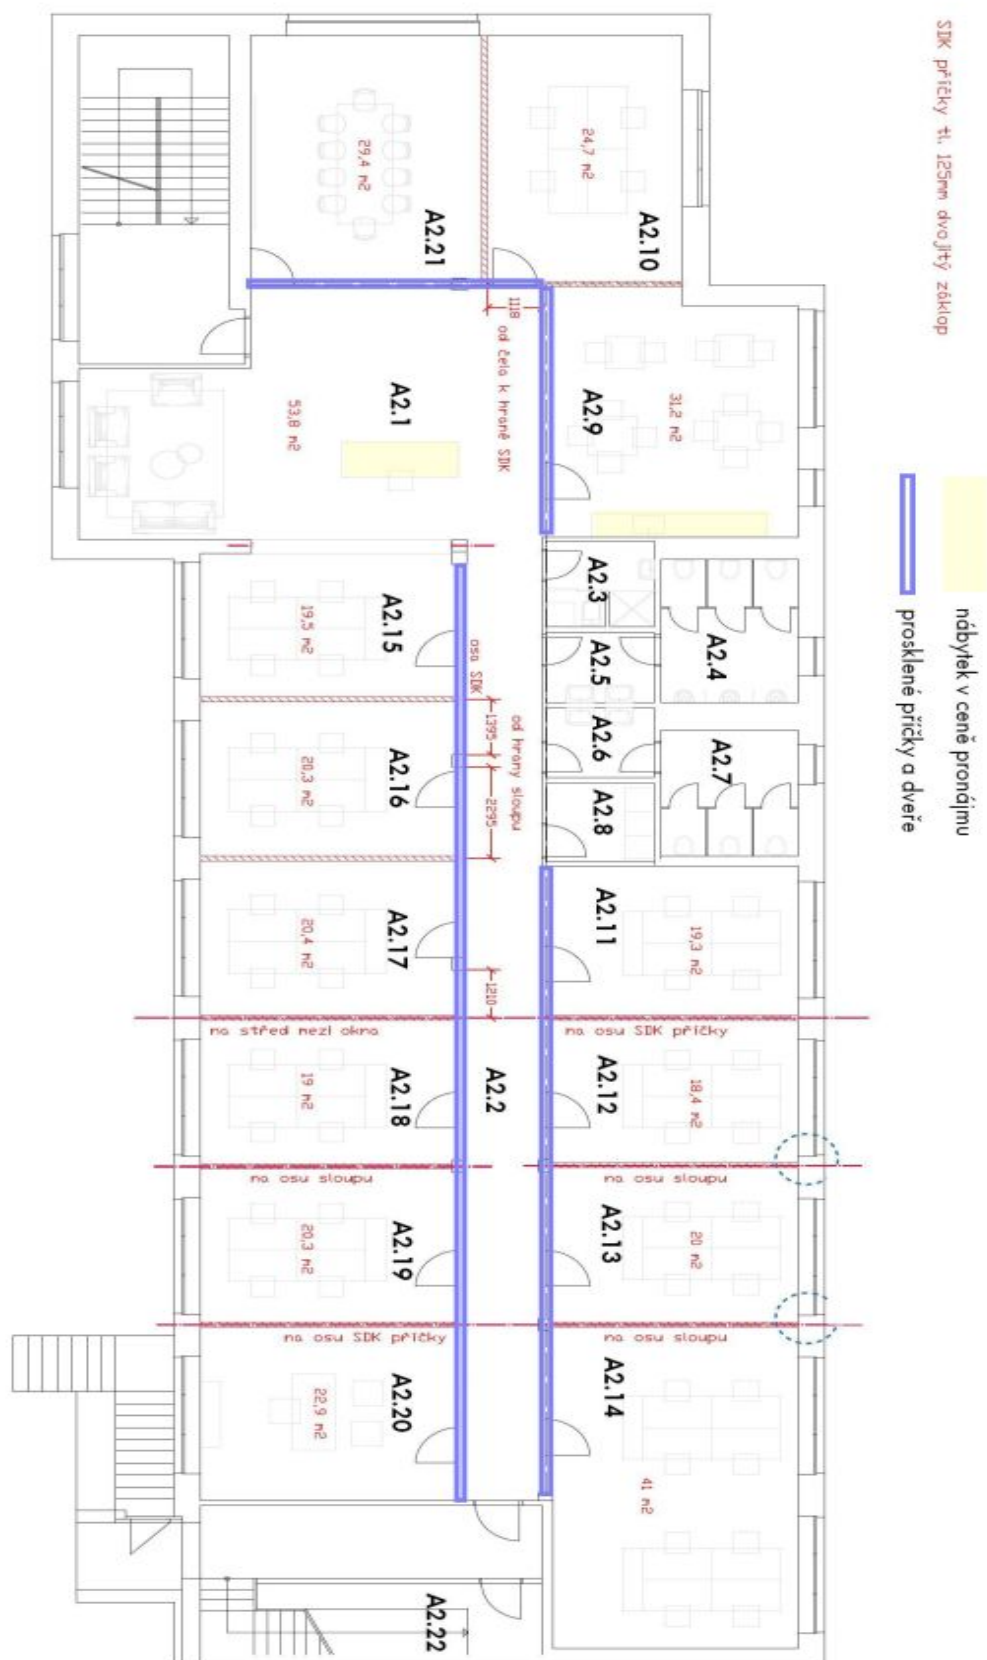 SDK příčky tl. 125mm dvojitý záklop
nábytek v ceně pronájmu
prosklené příčky a dveře
A2.10
24,7 m2
A2.21
29,4 m2
1118
od čela k hraně SDK
A2.9
31,2 m2
A2.1
53,8 m2
A2.3
A2.4
A2.5
A2.6
A2.7
A2.8
A2.15
19,5 m2
osa SDK
1395
od hrany sloupu
2295
A2.16
20,3 m2
A2.17
20,4 m2
1210
na střed mezi okna
A2.11
19,3 m2
na osu SDK příčky
A2.2
A2.18
19 m2
na osu sloupu
A2.12
18,4 m2
na osu sloupu
A2.19
20,3 m2
na osu SDK příčky
A2.13
20 m2
na osu sloupu
A2.20
22,9 m2
A2.14
41 m2
A2.22